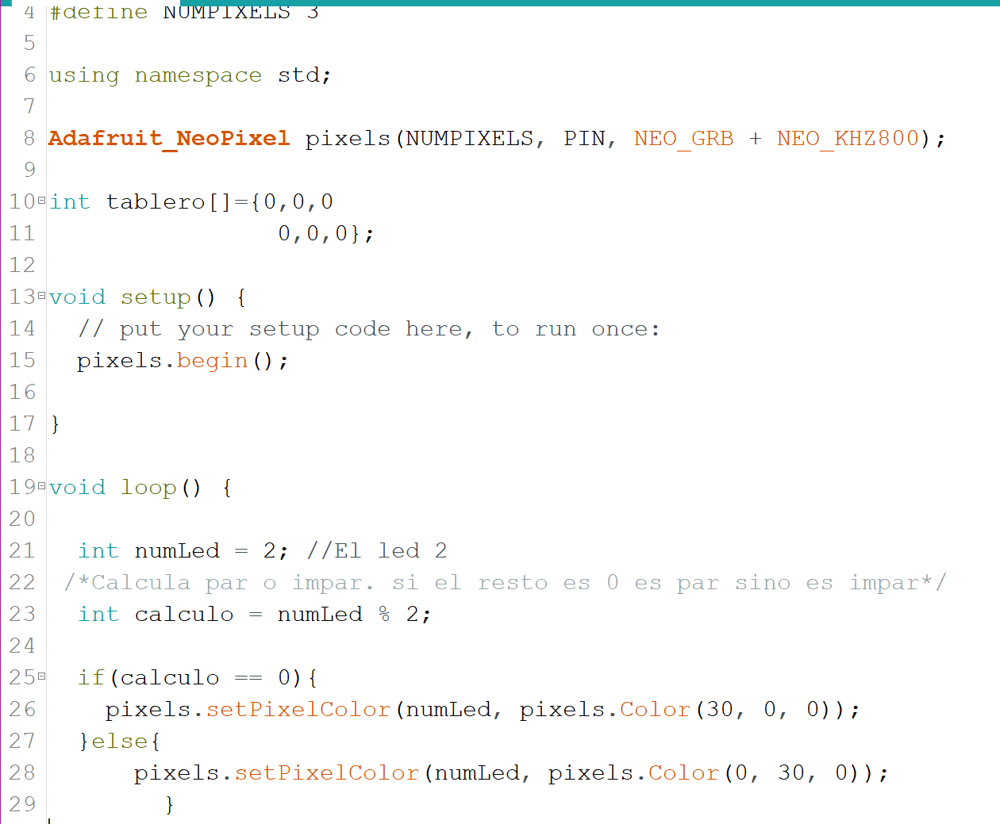 4 #define NUMPIXELS 3
5
6 using namespace std;
7
8 Adafruit_NeoPixel pixels(NUMPIXELS, PIN, NEO_GRB + NEO_KHZ800);
9
10 int tablero[]={0,0,0
11 0,0,0};
12
13 void setup() {
14 // put your setup code here, to run once:
15 pixels.begin();
16
17 }
18
19 void loop() {
20
21 int numLed = 2; //El led 2
22 /*Calcula par o impar. si el resto es 0 es par sino es impar*/
23 int calculo = numLed % 2;
24
25 if(calculo == 0){
26 pixels.setPixelColor(numLed, pixels.Color(30, 0, 0));
27 }else{
28 pixels.setPixelColor(numLed, pixels.Color(0, 30, 0));
29 }